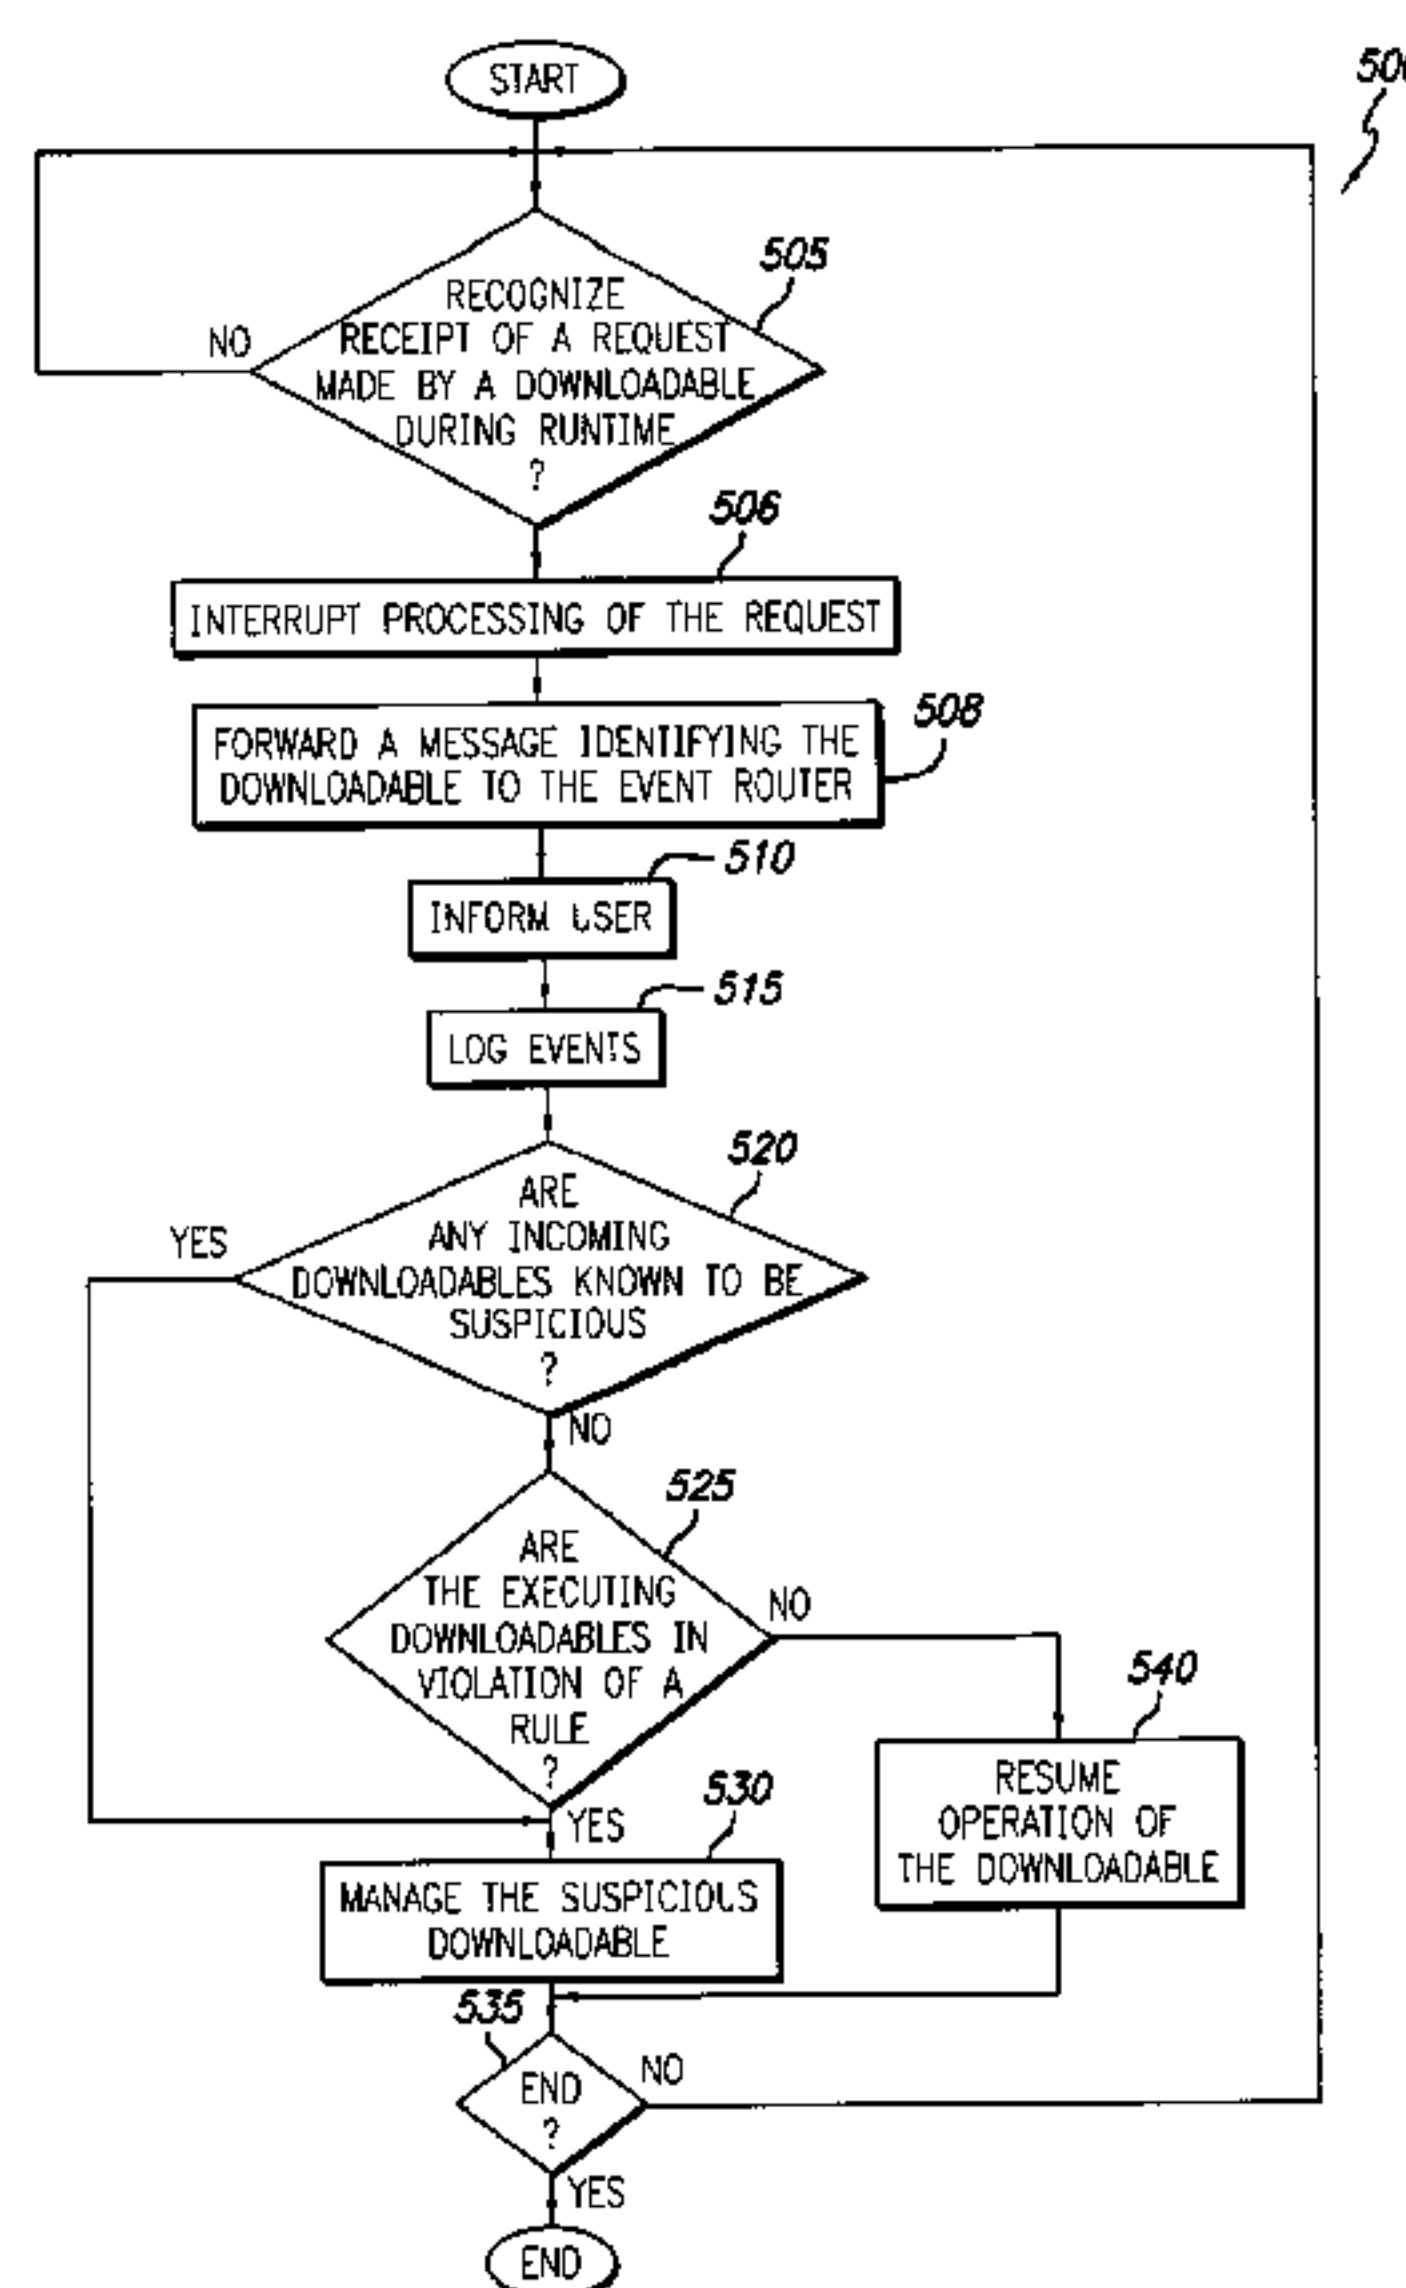 START
500
505
RECOGNIZE
RECEIPT OF A REQUEST
MADE BY A DOWNLOADABLE
DURING RUNTIME
?
NO
506
INTERRUPT PROCESSING OF THE REQUEST
508
FORWARD A MESSAGE IDENTIFYING THE
DOWNLOADABLE TO THE EVENT ROUTER
510
INFORM USER
515
LOG EVENTS
520
ARE
ANY INCOMING
DOWNLOADABLES KNOWN TO BE
SUSPICIOUS
?
YES
NO
525
ARE
THE EXECUTING
DOWNLOADABLES IN
VIOLATION OF A
RULE
?
NO
YES
540
RESUME
OPERATION OF
THE DOWNLOADABLE
530
MANAGE THE SUSPICIOUS
DOWNLOADABLE
535
END
?
NO
YES
END